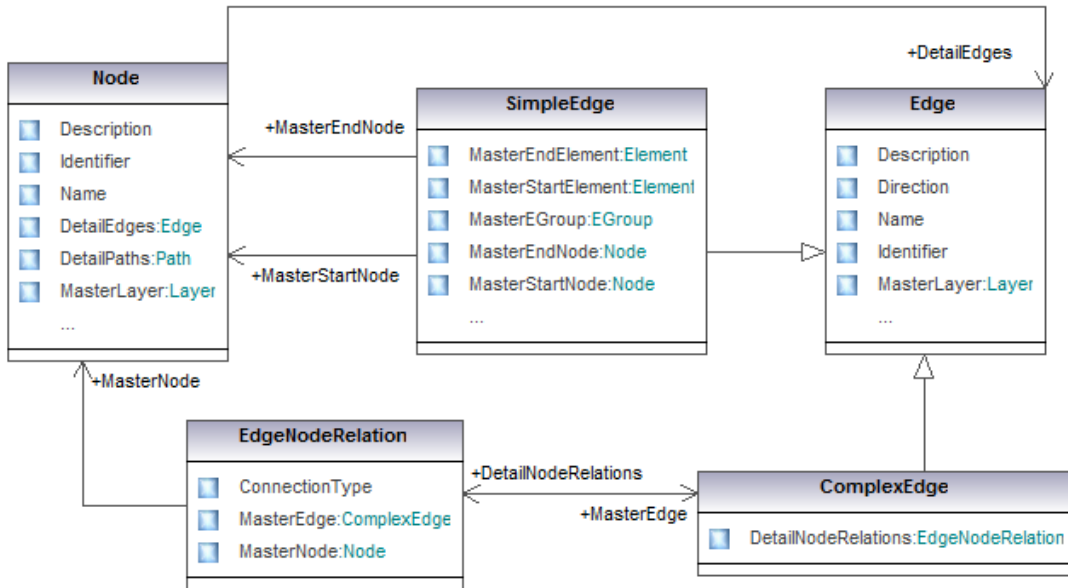 +DetailEdges
Node
Description
Identifier
Name
DetailEdges:Edge
DetailPaths:Path
MasterLayer:Layer
...
+MasterEndNode
+MasterStartNode
SimpleEdge
MasterEndElement:Element
MasterStartElement:Element
MasterEGroup:EGroup
MasterEndNode:Node
MasterStartNode:Node
...
Edge
Description
Direction
Name
Identifier
MasterLayer:Layer
...
+MasterNode
EdgeNodeRelation
ConnectionType
MasterEdge:ComplexEdge
MasterNode:Node
+DetailNodeRelations
+MasterEdge
ComplexEdge
DetailNodeRelations:EdgeNodeRelation